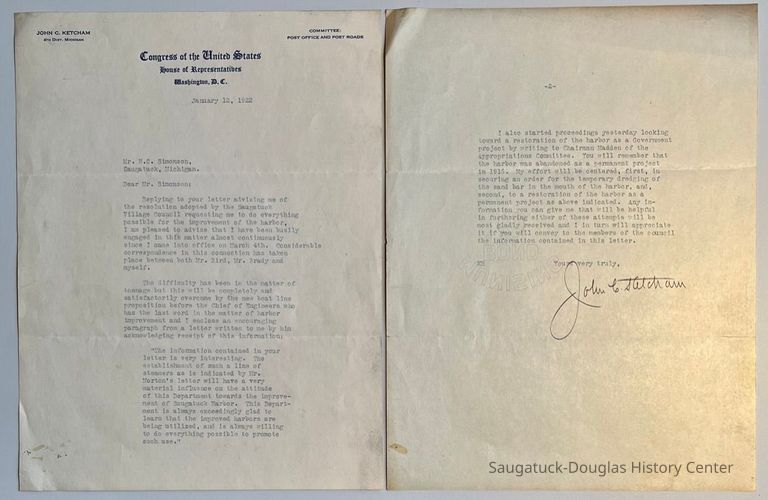 JOHN C. KETCHAM
4TH DIST. MICHIGAN
COMMITTEE:
POST OFFICE AND POST ROADS
Congress of the United States
House of Representatives
Washington, D. C.
January 12, 1922
Mr. H.C. Simonson,
Saugatuck, Michigan.
Dear Mr. Simonson:
Replying to your letter advising me of
the resolution adopted by the Saugatuck
Village Council requesting me to do everything
possible for the improvement of the harbor,
I am pleased to advise that I have been busily
engaged in this matter almost continuously
since I came into office on March 4th. Considerable
correspondence in this connection has taken
place between both Mr. Bird, Mr. Brady and
myself.
The difficulty has been in the matter of
tonnage but this will be completely and
satisfactorily overcome by the new boat line
proposition before the Chief of Engineers who
has the last word in the matter of harbor
improvement and I enclose an encouraging
paragraph from a letter written to me by him
acknowledging receipt of this information:
"The information contained in your
letter is very interesting. The
establishment of such a line of
steamers as is indicated by Mr.
Morton's letter will have a very
material influence on the attitude
of this Department towards the improve-
ment of Saugatuck Harbor. This Depart-
ment is always exceedingly glad to
learn that the improved harbors are
being utilized, and is always willing
to do everything possible to promote
such use."
-2-
I also started proceedings yesterday looking
toward a restoration of the harbor as a Government
project by writing to Chairman Madden of the
Appropriations Committee. You will remember that
the harbor was abandoned as a permanent project
in 1915. My effort will be centered, first, in
securing an order for the temporary dredging of
the sand bar in the mouth of the harbor, and,
second, to a restoration of the harbor as a
permanent project as above indicated. Any in-
formation you can give me that will be helpful
in furthering either of these attempts will be
most gladly received and I in turn will appreciate
it if you will convey to the members of the council
the information contained in this letter.
Yours very truly,
John C Ketcham
Saugatuck-Douglas History Center